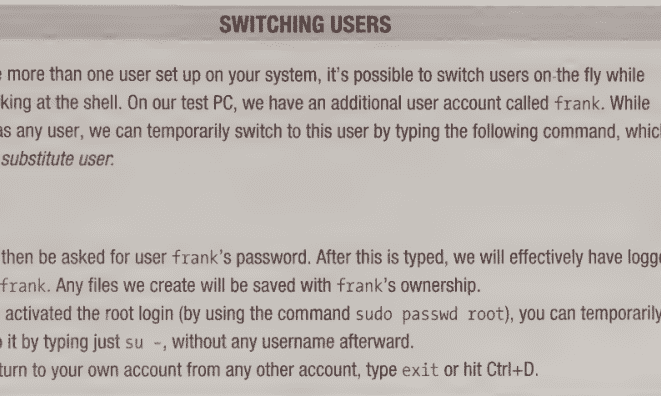 SWITCHING USERS
more than one user set up on your system, it's possible to switch users on the fly while
king at the shell. On our test PC, we have an additional user account called frank. While
as any user, we can temporarily switch to this user by typing the following command, whic
substitute user:
then be asked for user frank's password. After this is typed, we will effectively have logge
frank. Any files we create will be saved with frank's ownership.
activated the root login (by using the command sudo passwd root), you can temporarily
it by typing just su -, without any username afterward.
turn to your own account from any other account, type exit or hit Ctrl+D.